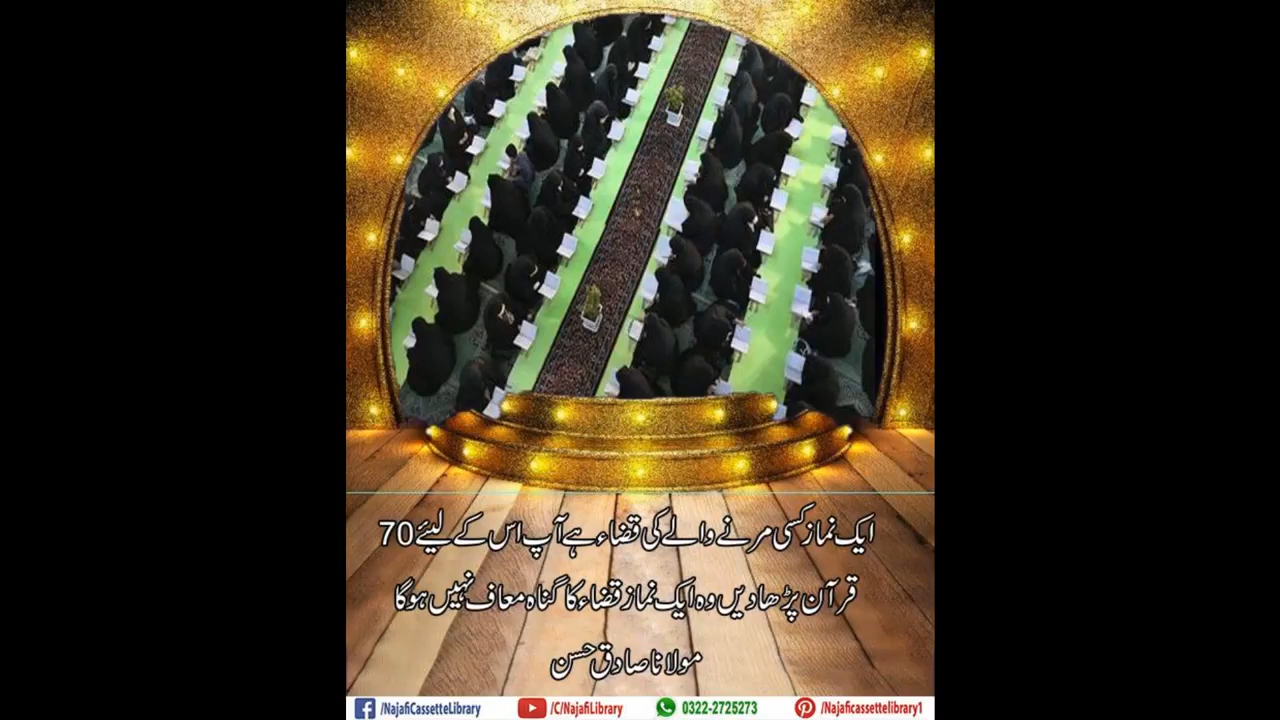 ایک نماز کسی مرنے والے کی قضاء ہے آپ اس کے لیئے 70
قرآن پڑھا دیں وہ ایک نماز قضاء کا گناہ معاف نہیں ہوگا
مولانا صادق حسن
/NajafiCassetteLibrary /C/NajafiLibrary 0322-2725273 /Najaficassettelibrary1